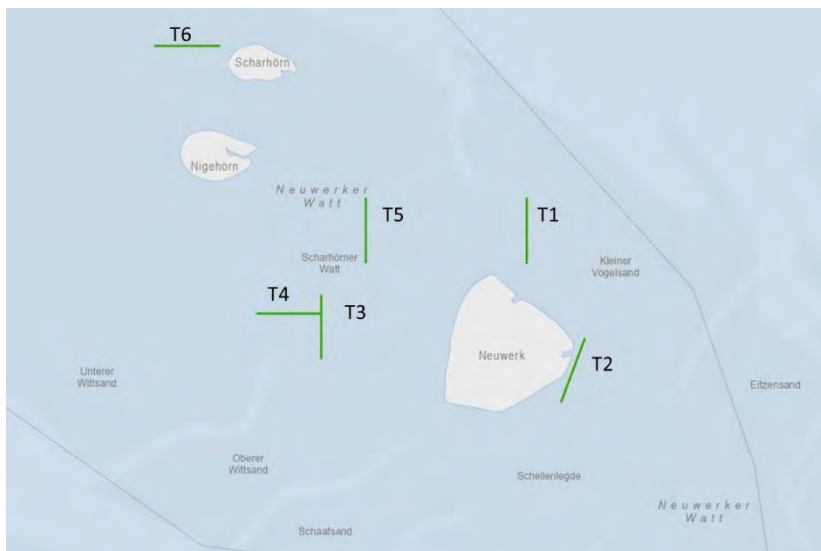 T6
Scharhörn
Nigehörn
Neuwerker
Watt
T5
T1
Scharhörner
Watt
Kleiner
Vogelsand
T4
T3
Neuwerk
T2
Unterer
Wittsand
Eitzensand
Oberer
Wittsand
Schellenlegde
Neuwerker
Watt
Schaafsand